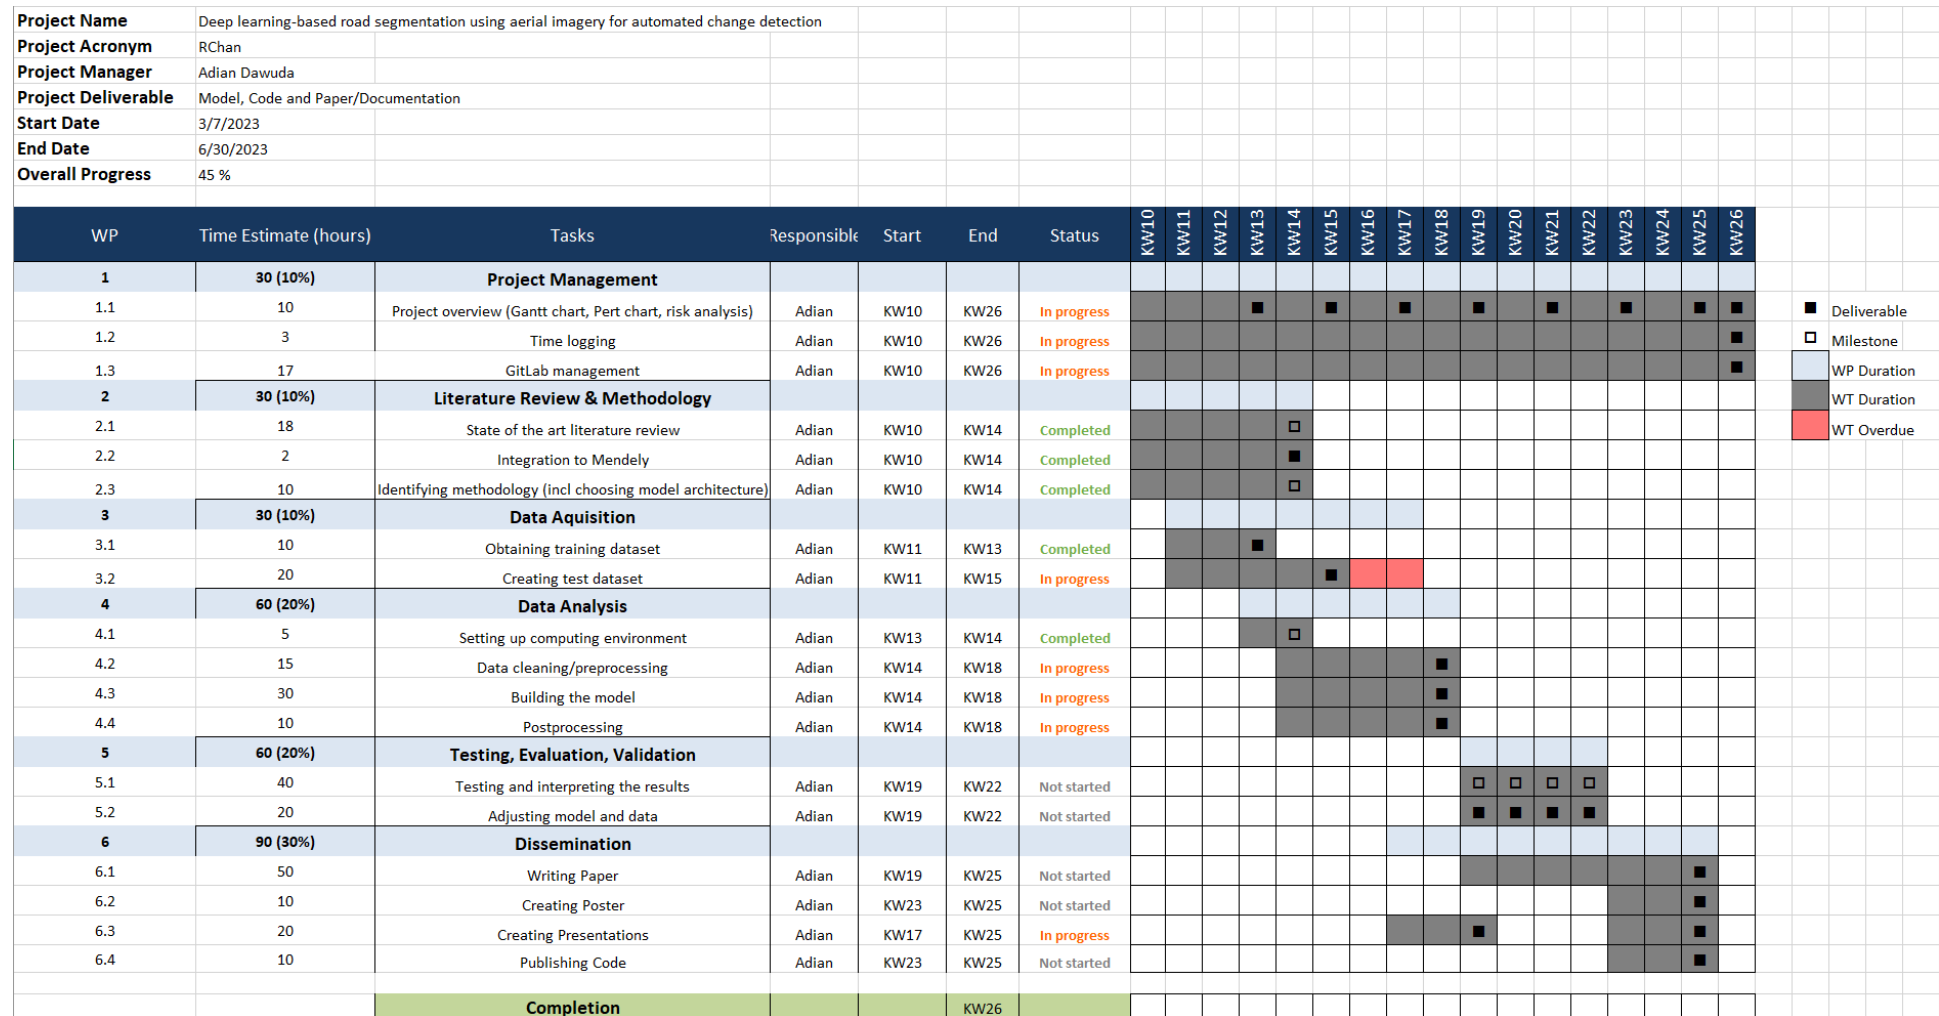 Project Name Deep learning-based road segmentation using aerial imagery for automated change detection
Project Acronym RChan
Project Manager Adian Dawuda
Project Deliverable Model, Code and Paper/Documentation
Start Date 3/7/2023
End Date 6/30/2023
Overall Progress 45 %
WP Time Estimate (hours) Tasks Responsible Start End Status KW10 KW11 KW12 KW13 KW14 KW15 KW16 KW17 KW18 KW19 KW20 KW21 KW22 KW23 KW24 KW25 KW26
1 30 (10%) Project Management
1.1 10 Project overview (Gantt chart, Pert chart, risk analysis) Adian KW10 KW26 In progress Deliverable
1.2 3 Time logging Adian KW10 KW26 In progress Milestone
1.3 17 GitLab management Adian KW10 KW26 In progress WP Duration
2 30 (10%) Literature Review & Methodology WT Duration
2.1 18 State of the art literature review Adian KW10 KW14 Completed WT Overdue
2.2 2 Integration to Mendely Adian KW10 KW14 Completed
2.3 10 Identifying methodology (incl choosing model architecture) Adian KW10 KW14 Completed
3 30 (10%) Data Aquisition
3.1 10 Obtaining training dataset Adian KW11 KW13 Completed
3.2 20 Creating test dataset Adian KW11 KW15 In progress
4 60 (20%) Data Analysis
4.1 5 Setting up computing environment Adian KW13 KW14 Completed
4.2 15 Data cleaning/preprocessing Adian KW14 KW18 In progress
4.3 30 Building the model Adian KW14 KW18 In progress
4.4 10 Postprocessing Adian KW14 KW18 In progress
5 60 (20%) Testing, Evaluation, Validation
5.1 40 Testing and interpreting the results Adian KW19 KW22 Not started
5.2 20 Adjusting model and data Adian KW19 KW22 Not started
6 90 (30%) Dissemination
6.1 50 Writing Paper Adian KW19 KW25 Not started
6.2 10 Creating Poster Adian KW23 KW25 Not started
6.3 20 Creating Presentations Adian KW17 KW25 In progress
6.4 10 Publishing Code Adian KW23 KW25 Not started
Completion KW26